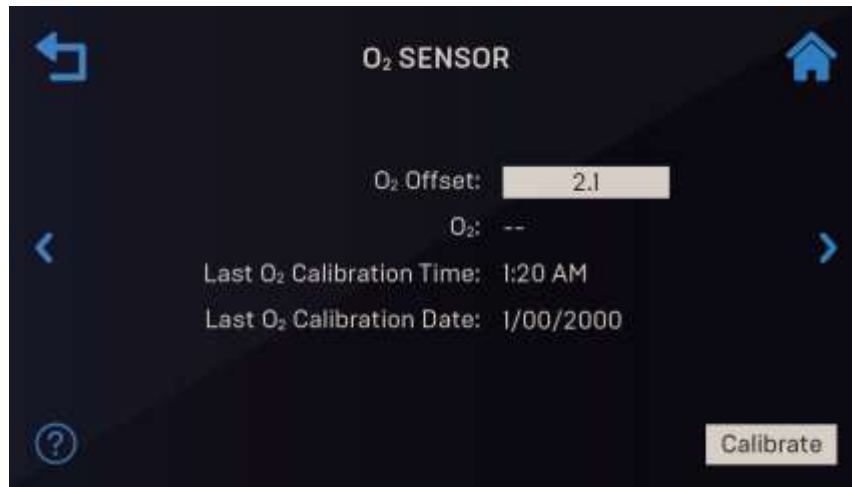 O₂ SENSOR
O₂ Offset: 2.1
O₂: --
Last O₂ Calibration Time: 1:20 AM
Last O₂ Calibration Date: 1/00/2000
?
Calibrate